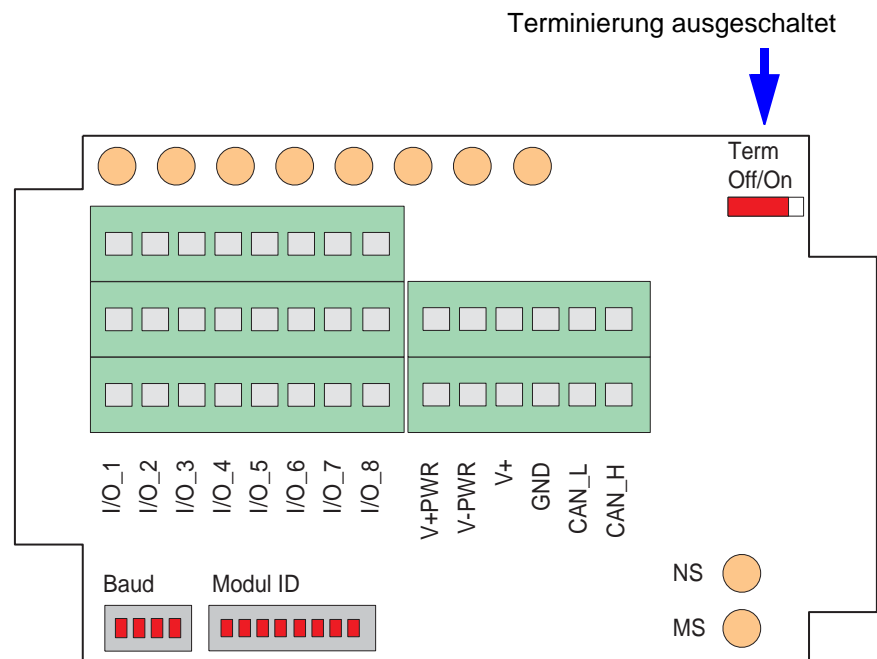 Terminierung ausgeschaltet
Term
Off/On
I/O_1
I/O_2
I/O_3
I/O_4
I/O_5
I/O_6
I/O_7
I/O_8
V+PWR
V-PWR
V+
GND
CAN_L
CAN_H
Baud
Modul ID
NS
MS